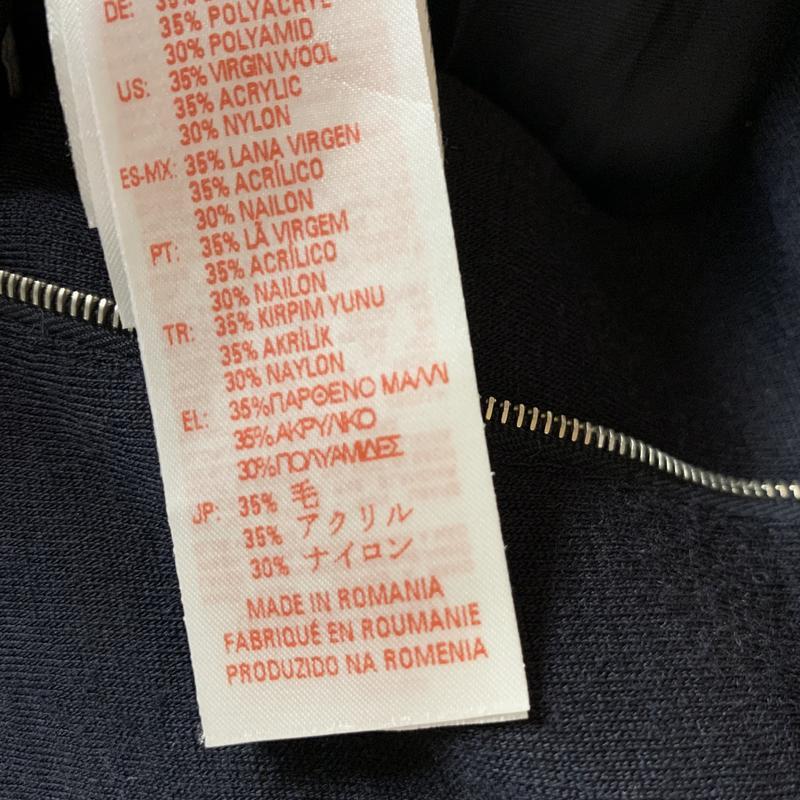 DE: 35%
35% POLYACRYL
30% POLYAMID
US: 35% VIRGIN WOOL
35% ACRYLIC
30% NYLON
ES-MX: 35% LANA VIRGEN
35% ACRÍLICO
30% NAILON
PT: 35% LÃ VIRGEM
35% ACRÍLICO
30% NAILON
TR: 35% KIRPIM YUNU
35% AKRİLİK
30% NAYLON
EL: 35%ΠΑΡΘΕΝΟ ΜΑΛΛΙ
35%ΑΚΡΥΛΙΚΟ
30%ΠΟΛΥΑΜΙΔΕΣ
JP: 35% 毛
35% アクリル
30% ナイロン
MADE IN ROMANIA
FABRIQUÉ EN ROUMANIE
PRODUZIDO NA ROMENIA